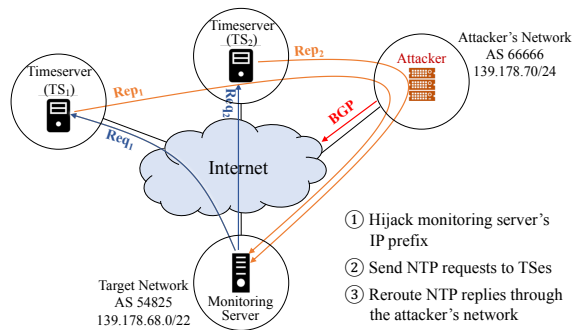 Timeserver
(TS₂)
Rep₂
Attacker's Network
AS 66666
139.178.70/24
Attacker
Timeserver
(TS₁)
Rep₁
Req₂
BGP
Req₁
Internet
① Hijack monitoring server's
IP prefix
② Send NTP requests to TSes
③ Reroute NTP replies through
the attacker's network
Target Network
AS 54825
139.178.68.0/22
Monitoring
Server